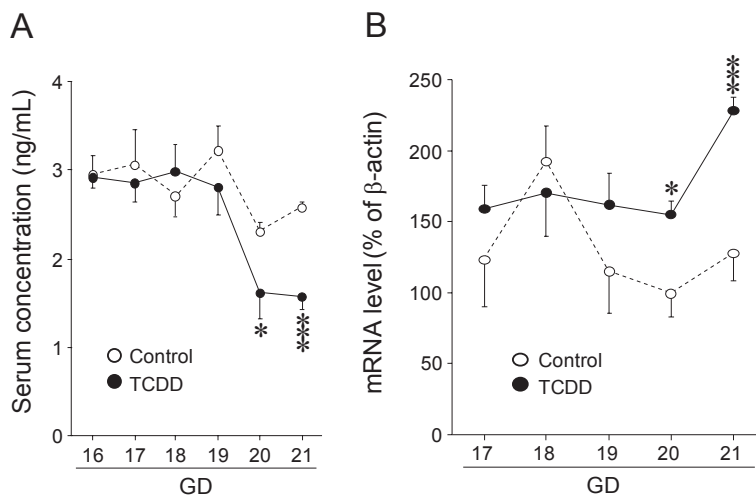 A
Serum concentration (ng/mL)
4
3
2
1
0
Control
TCDD
*
***
16 17 18 19 20 21
GD
B
mRNA level (% of β-actin)
250
200
150
100
50
0
***
*
Control
TCDD
17 18 19 20 21
GD